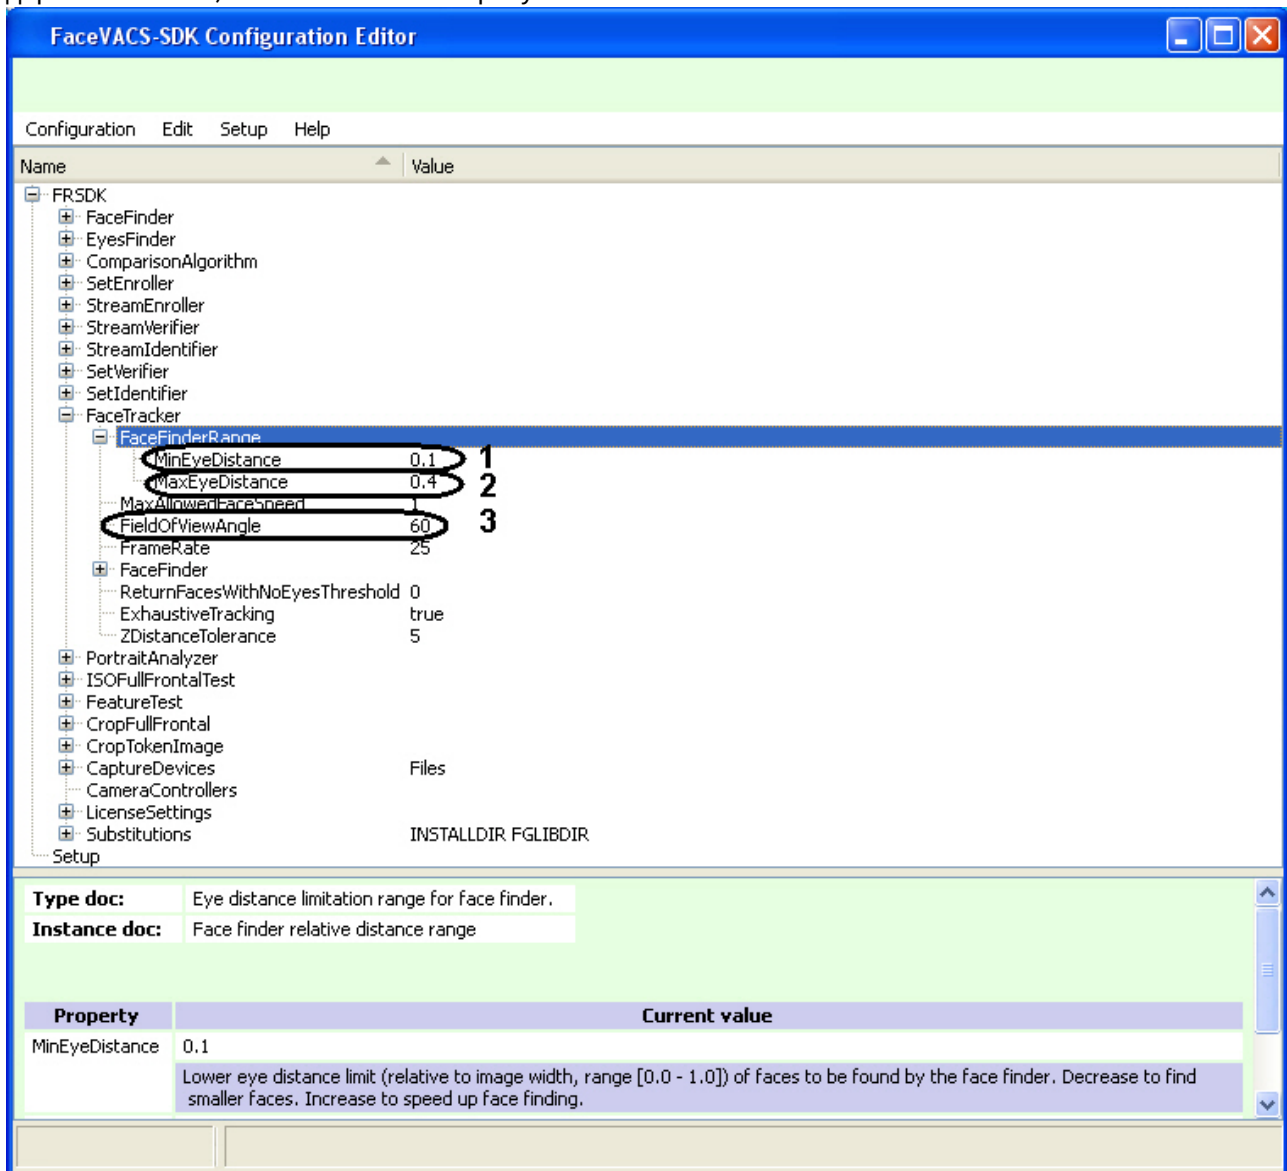 FaceVACS-SDK Configuration Editor
Configuration Edit Setup Help
Name Value
FRSDK
FaceFinder
EyesFinder
ComparisonAlgorithm
SetEnroller
StreamEnroller
StreamVerifier
StreamIdentifier
SetVerifier
SetIdentifier
FaceTracker
FaceFinderRange
MinEyeDistance 0.1 1
MaxEyeDistance 0.4 2
MaxAllowedFaceSpeed 1
FieldOfViewAngle 60 3
FrameRate 25
FaceFinder
ReturnFacesWithNoEyesThreshold 0
ExhaustiveTracking true
ZDistanceTolerance 5
PortraitAnalyzer
ISOFullFrontalTest
FeatureTest
CropFullFrontal
CropTokenImage
CaptureDevices Files
CameraControllers
LicenseSettings
Substitutions INSTALLDIR FGLIBDIR
Setup
Type doc: Eye distance limitation range for face finder.
Instance doc: Face finder relative distance range
Property Current value
MinEyeDistance 0.1
Lower eye distance limit (relative to image width, range [0.0 - 1.0]) of faces to be found by the face finder. Decrease to find
smaller faces. Increase to speed up face finding.